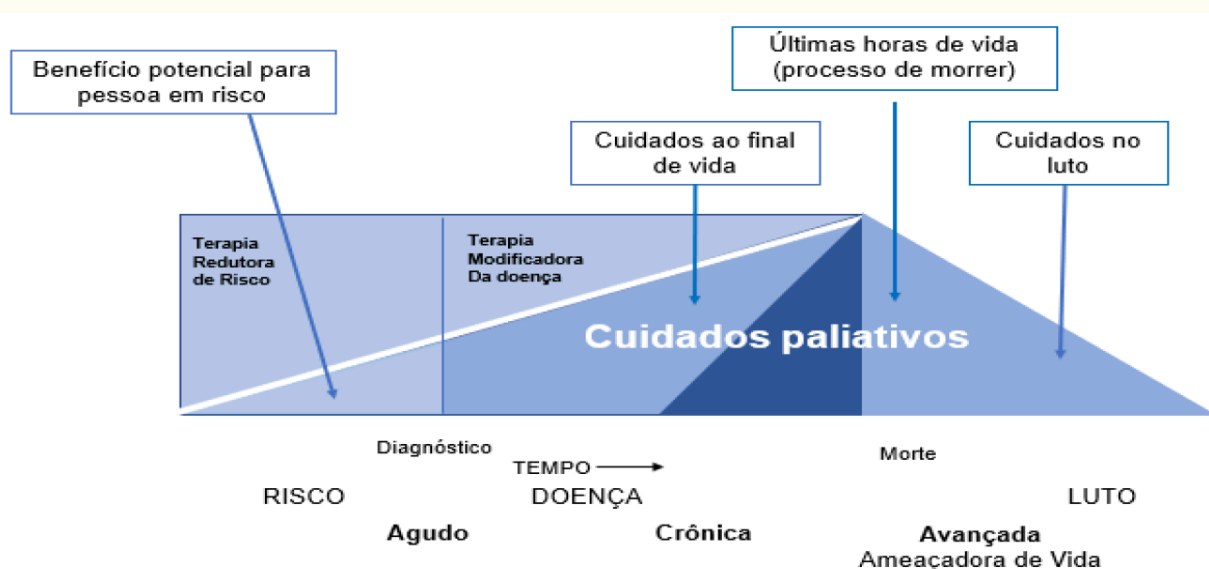 Últimas horas de vida
(processo de morrer)
Benefício potencial para
pessoa em risco
Cuidados ao final
de vida
Cuidados no
luto
Terapia
Redutora
de Risco
Terapia
Modificadora
Da doença
Cuidados paliativos
Diagnóstico
TEMPO
Morte
RISCO
DOENÇA
LUTO
Agudo
Crônica
Avançada
Ameaçadora de Vida